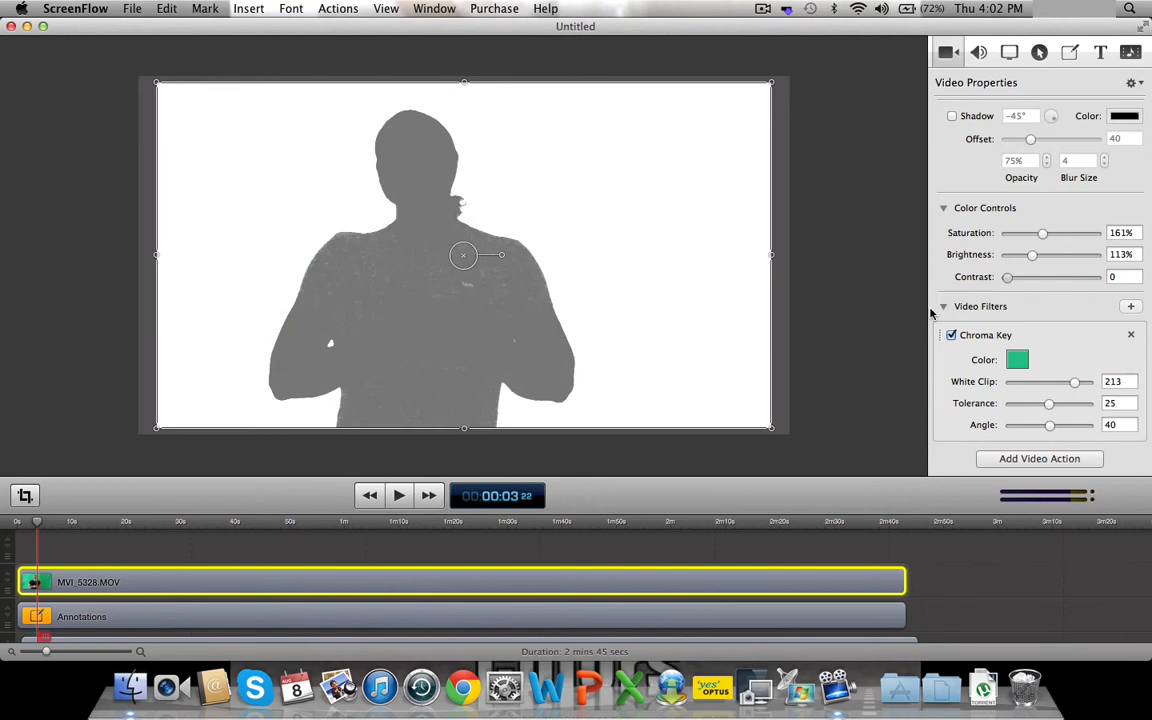 ScreenFlow File Edit Mark Insert Font Actions View Window Purchase Help (72%) Thu 4:02 PM
Untitled
Video Properties
Shadow -45° Color:
Offset: 40
75% 4
Opacity Blur Size
Color Controls
Saturation: 161%
Brightness: 113%
Contrast: 0
Video Filters +
Chroma Key
Color:
White Clip: 213
Tolerance: 25
Angle: 40
Add Video Action
00:00:03 22
0s 10s 20s 30s 40s 50s 1m 1m10s 1m20s 1m30s 1m40s 1m50s 2m 2m10s 2m20s 2m30s 2m40s 2m50s 3m 3m10s 3m20s
MVI_5328.MOV
Annotations
Duration: 2 mins 45 secs
AUG
8
'yes'
OPTUS
TORRENT